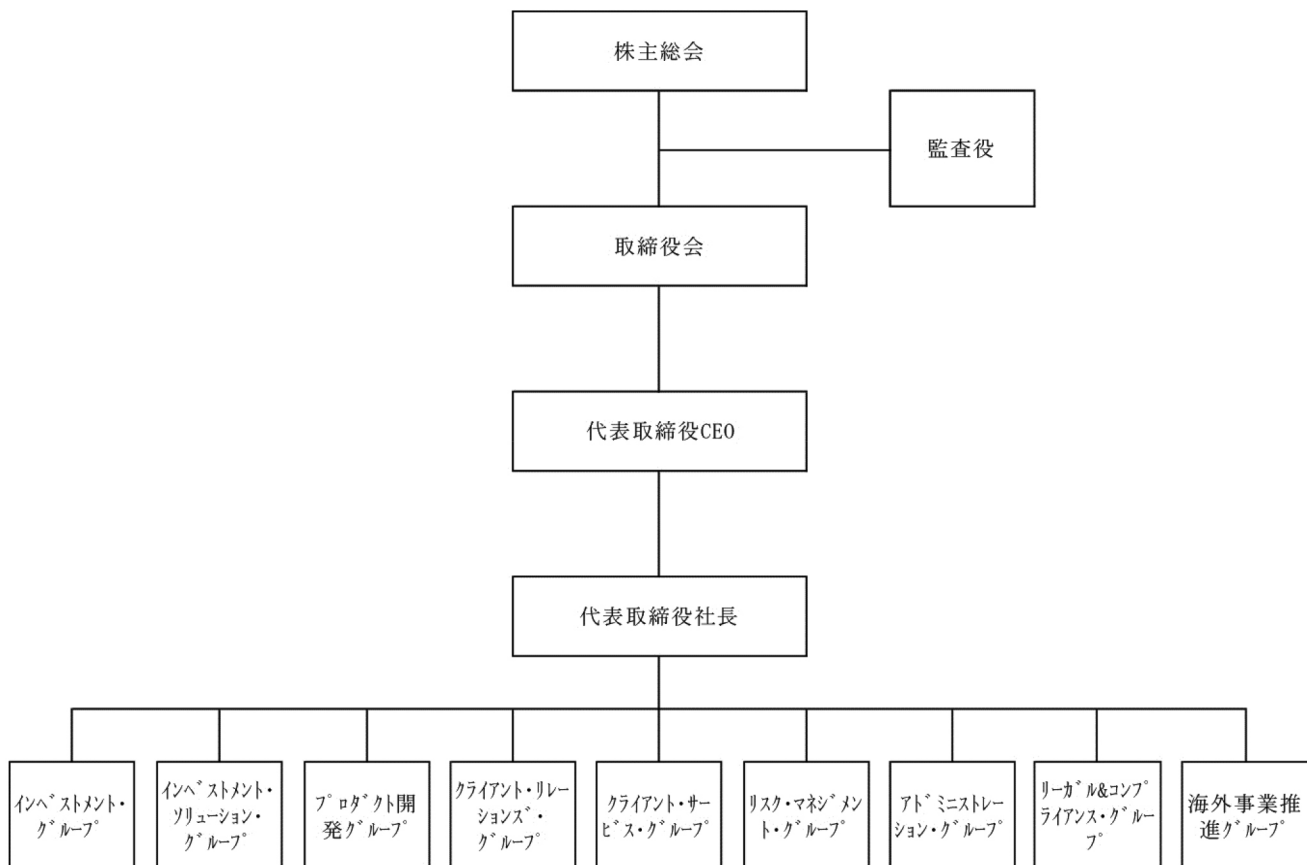 株主総会
監査役
取締役会
代表取締役CEO
代表取締役社長
ｲﾝﾍﾞｽﾄﾒﾝﾄ・
ｸﾞﾙｰﾌﾟ
ｲﾝﾍﾞｽﾄﾒﾝﾄ・
ｿﾘｭｰｼｮﾝ・
ｸﾞﾙｰﾌﾟ
ﾌﾟﾛﾀﾞｸﾄ開
発ｸﾞﾙｰﾌﾟ
ｸﾗｲｱﾝﾄ・ﾘﾚｰ
ｼｮﾝｽﾞ・
ｸﾞﾙｰﾌﾟ
ｸﾗｲｱﾝﾄ・ｻｰ
ﾋﾞｽ・ｸﾞﾙｰﾌﾟ
ﾘｽｸ・ﾏﾈｼﾞﾒﾝ
ﾄ・ｸﾞﾙｰﾌﾟ
ｱﾄﾞﾐﾆｽﾄﾚｰ
ｼｮﾝ・ｸﾞﾙｰﾌﾟ
ﾘｰｶﾞﾙ&ｺﾝﾌﾟ
ﾗｲｱﾝｽ・ｸﾞﾙｰ
ﾌﾟ
海外事業推
進ｸﾞﾙｰﾌﾟ